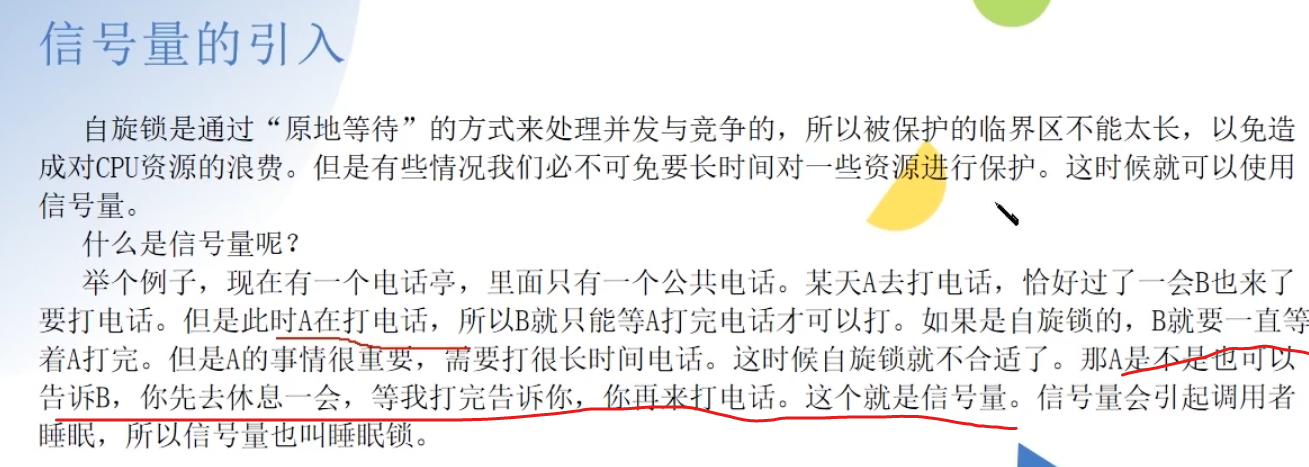 信号量的引入
自旋锁是通过“原地等待”的方式来处理并发与竞争的，所以被保护的临界区不能太长，以免造
成对CPU资源的浪费。但是有些情况我们必不可免要长时间对一些资源进行保护。这时候就可以使用
信号量。
什么是信号量呢？
举个例子，现在有一个电话亭，里面只有一个公共电话。某天A去打电话，恰好过了一会B也来了
要打电话。但是此时A在打电话，所以B就只能等A打完电话才可以打。如果是自旋锁的，B就要一直等
着A打完。但是A的事情很重要，需要打很长时间电话。这时候自旋锁就不合适了。那A是不是也可以
告诉B，你先去休息一会，等我打完告诉你，你再来打电话。这个就是信号量。信号量会引起调用者
睡眠，所以信号量也叫睡眠锁。